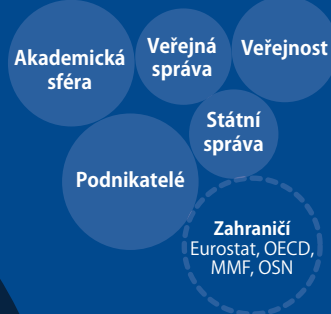 Akademická
sféra
Veřejná
správa
Veřejnost
Státní
správa
Podnikatelé
Zahraničí
Eurostat, OECD,
MMF, OSN